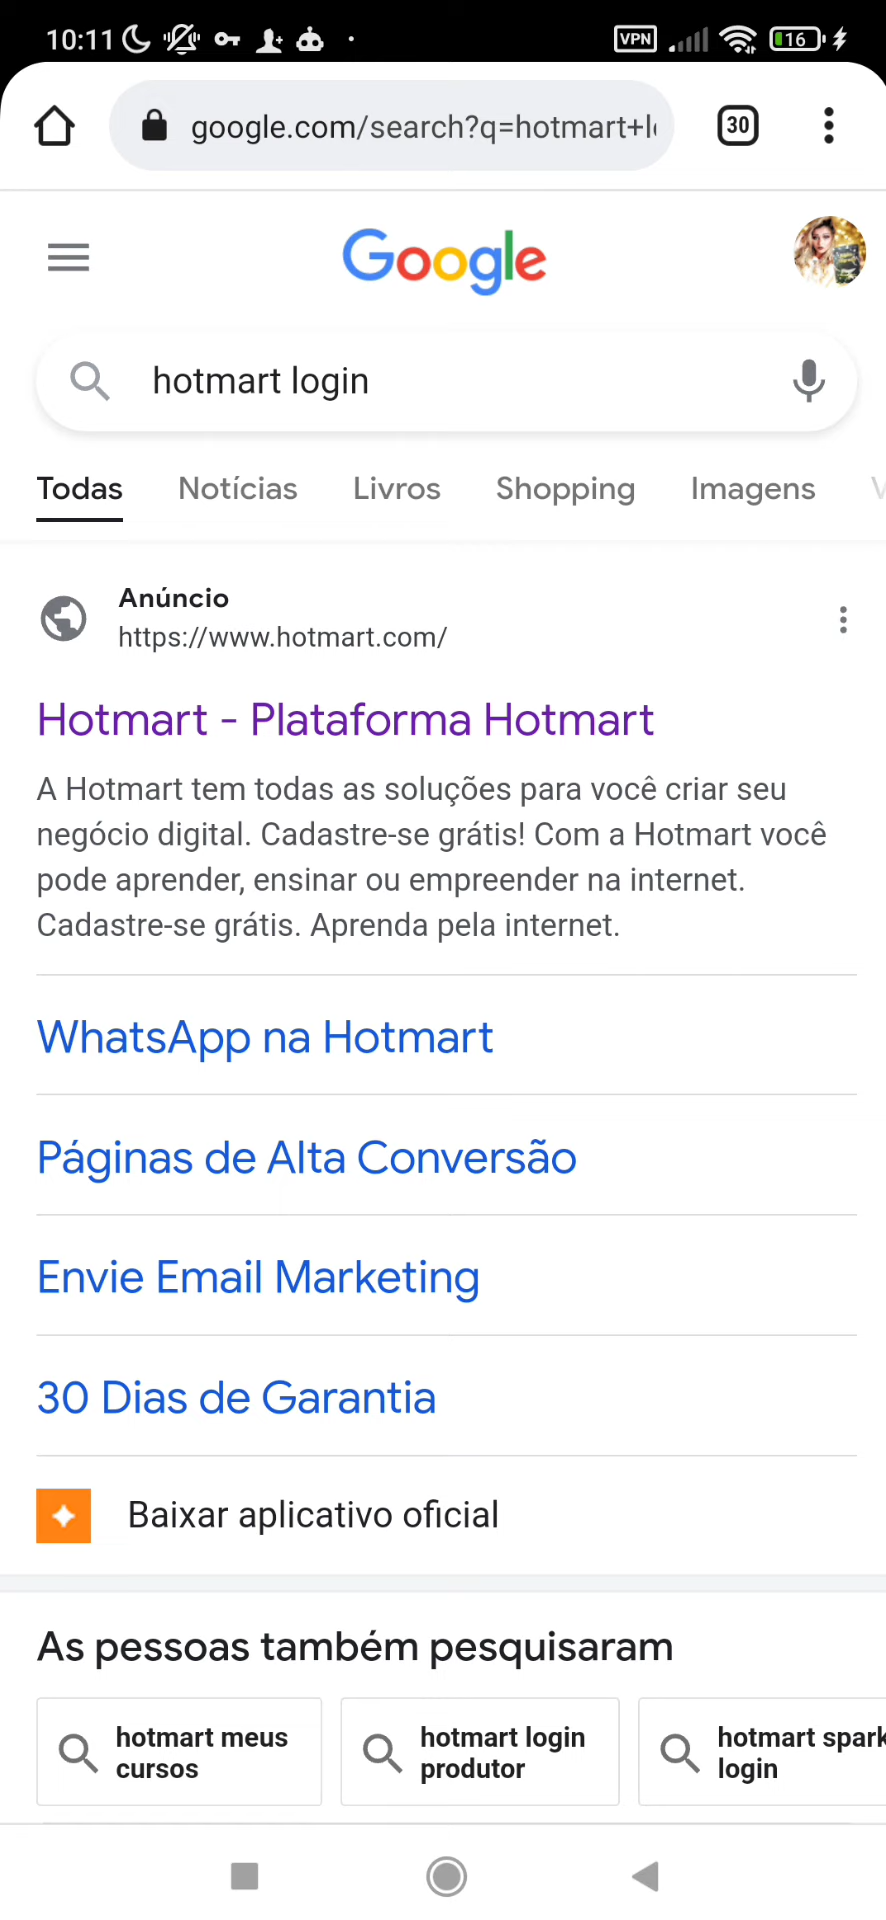 10:11 VPN 16
google.com/search?q=hotmart+l
30
Google
hotmart login
Todas Notícias Livros Shopping Imagens V
Anúncio
https://www.hotmart.com/
Hotmart - Plataforma Hotmart
A Hotmart tem todas as soluções para você criar seu
negócio digital. Cadastre-se grátis! Com a Hotmart você
pode aprender, ensinar ou empreender na internet.
Cadastre-se grátis. Aprenda pela internet.
WhatsApp na Hotmart
Páginas de Alta Conversão
Envie Email Marketing
30 Dias de Garantia
Baixar aplicativo oficial
As pessoas também pesquisaram
hotmart meus
cursos
hotmart login
produtor
hotmart spark
login